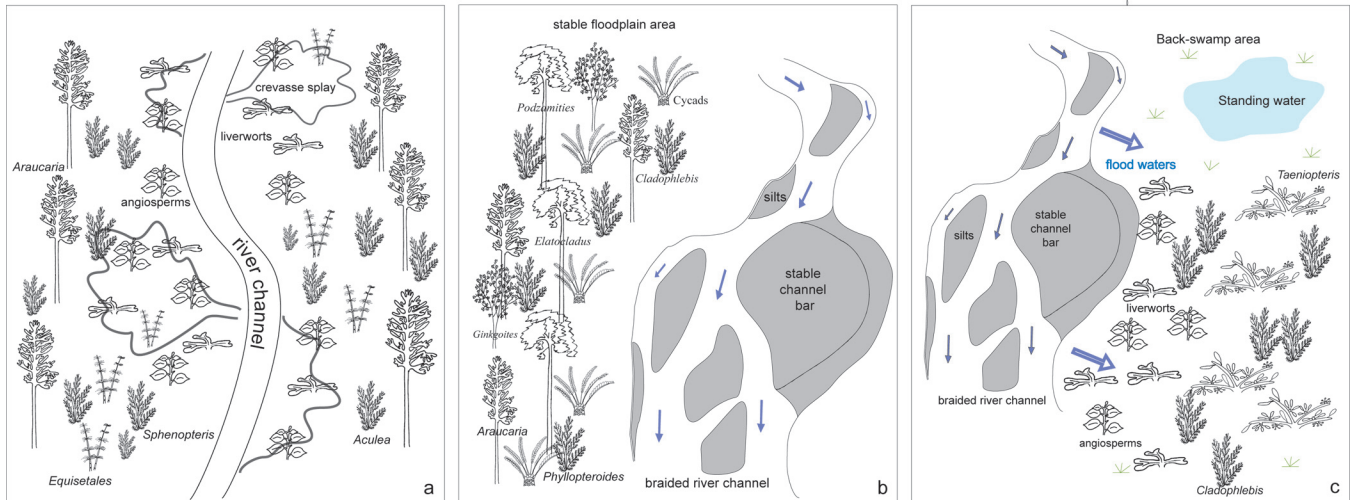 crevasse splay
liverworts
Araucaria
angiosperms
river channel
Sphenopteris
Aculea
Equisetales
a
stable floodplain area
Podzamities
Cycads
Cladophlebis
silts
Elatocladus
stable
channel
bar
Ginkgoites
Araucaria
Phyllopteroides
braided river channel
b
Back-swamp area
Standing water
flood waters
Taeniopteris
silts
stable
channel
bar
liverworts
braided river channel
angiosperms
Cladophlebis
c